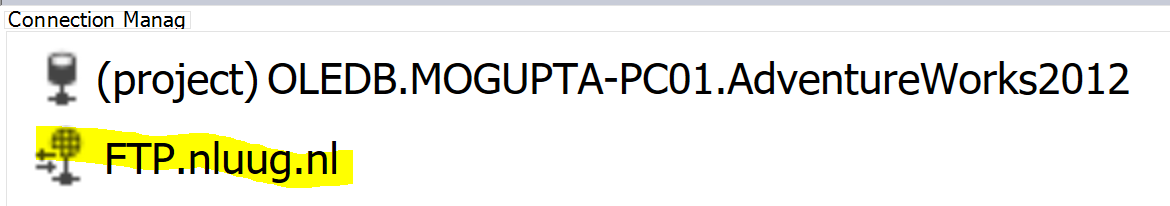 Connection Manag
(project) OLEDB.MOGUPTA-PC01.AdventureWorks2012
FTP.nluug.nl